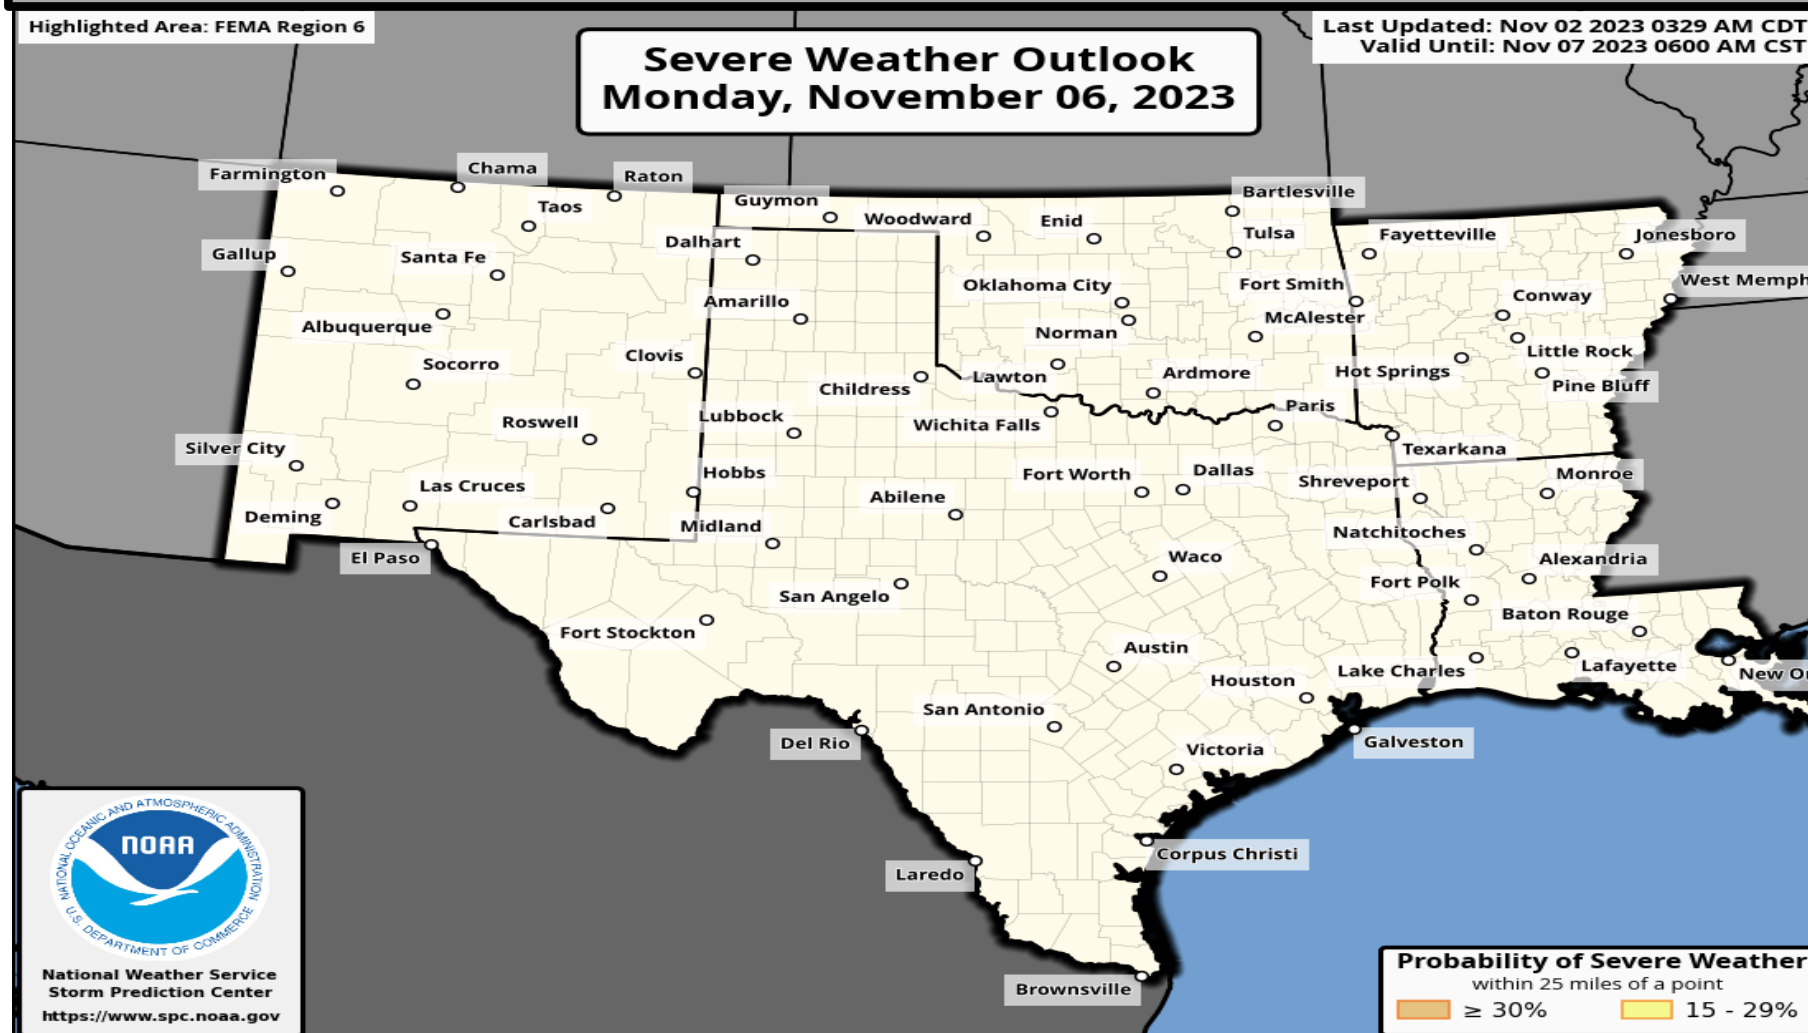 Highlighted Area: FEMA Region 6
Last Updated: Nov 02 2023 0329 AM CDT
Valid Until: Nov 07 2023 0600 AM CST
Severe Weather Outlook
Monday, November 06, 2023
Farmington
Chama
Raton
Taos
Guymon
Woodward
Enid
Bartlesville
Tulsa
Fayetteville
Jonesboro
Gallup
Santa Fe
Dalhart
Oklahoma City
Fort Smith
Conway
West Memph
Albuquerque
Amarillo
Norman
McAlester
Little Rock
Socorro
Clovis
Childress
Lawton
Ardmore
Hot Springs
Pine Bluff
Roswell
Lubbock
Wichita Falls
Paris
Texarkana
Silver City
Las Cruces
Hobbs
Fort Worth
Dallas
Shreveport
Monroe
Deming
Carlsbad
Midland
Abilene
Natchitoches
El Paso
San Angelo
Waco
Fort Polk
Alexandria
Fort Stockton
Austin
Baton Rouge
Houston
Lake Charles
Lafayette
New Or
Del Rio
San Antonio
Victoria
Galveston
Laredo
Corpus Christi
Brownsville
NATIONAL OCEANIC AND ATMOSPHERIC ADMINISTRATION
NOAA
U.S. DEPARTMENT OF COMMERCE
National Weather Service
Storm Prediction Center
https://www.spc.noaa.gov
Probability of Severe Weather
within 25 miles of a point
≥ 30%
15 - 29%